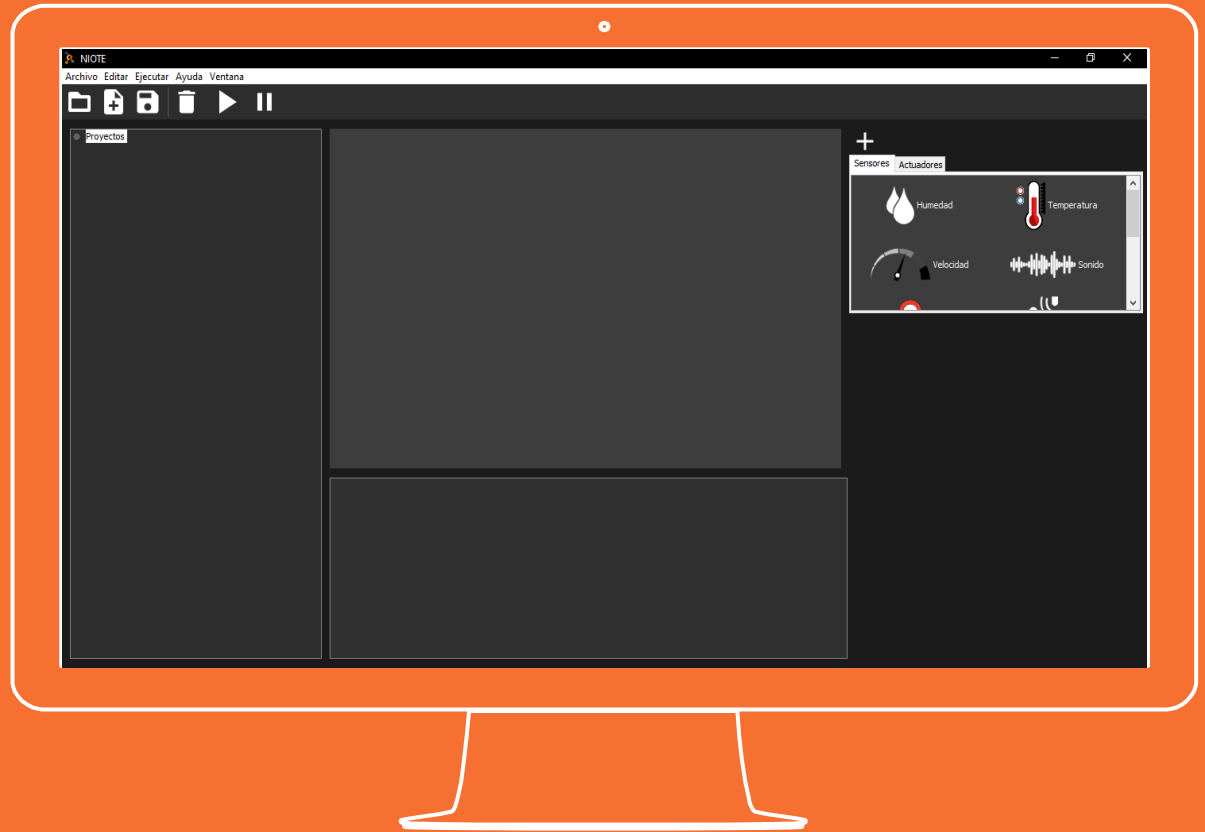 NIOTE
Archivo Editar Ejecutar Ayuda Ventana
Proyectos
Sensores Actuadores
Humedad Temperatura
Velocidad Sonido